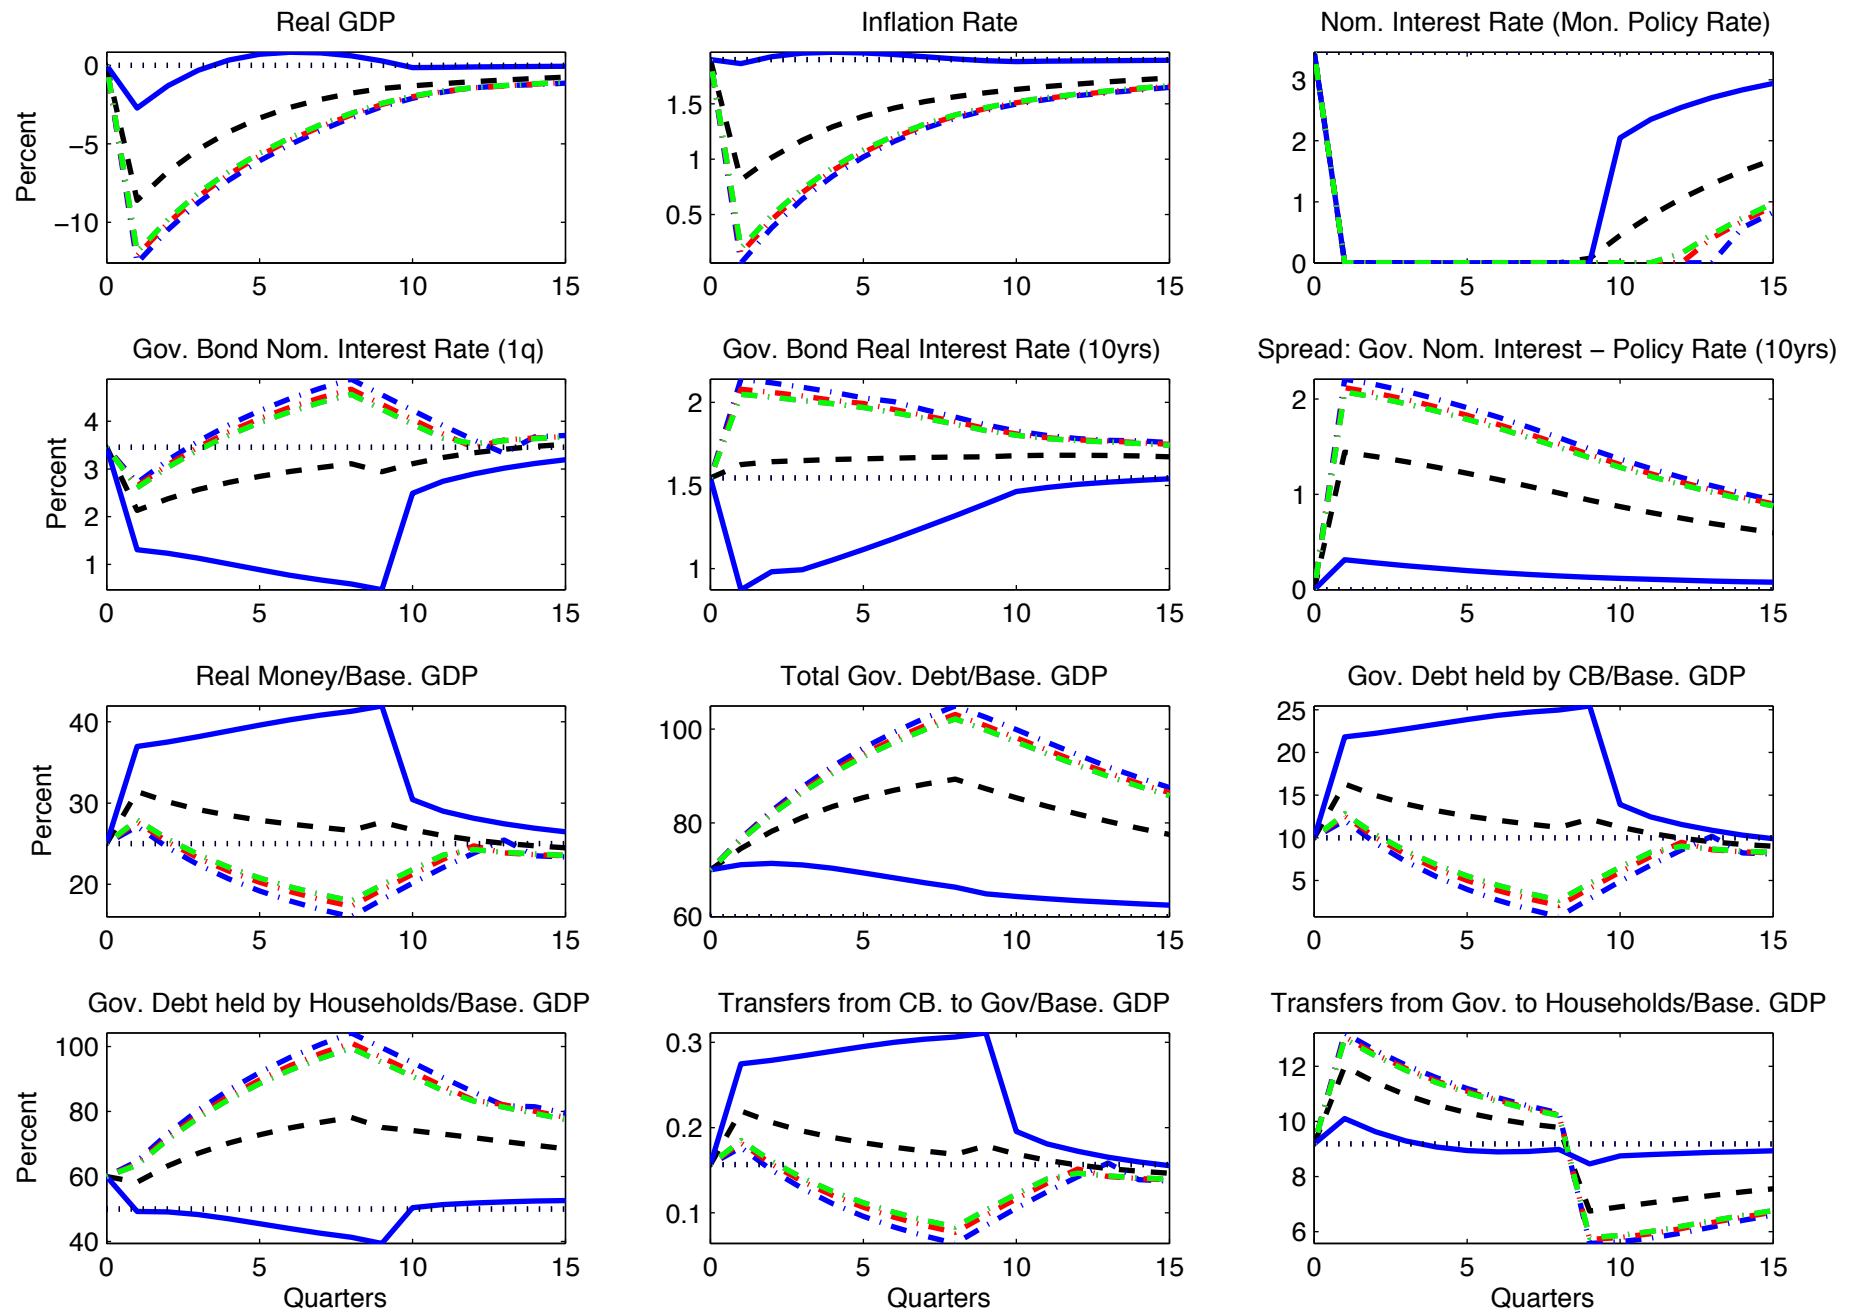 Real GDP
Inflation Rate
Nom. Interest Rate (Mon. Policy Rate)
Percent
0
−5
−10
0 5 10 15
1.5
1
0.5
0 5 10 15
3
2
1
0
0 5 10 15
Gov. Bond Nom. Interest Rate (1q)
Gov. Bond Real Interest Rate (10yrs)
Spread: Gov. Nom. Interest − Policy Rate (10yrs)
Percent
4
3
2
1
0 5 10 15
2
1.5
1
0 5 10 15
2
1
0
0 5 10 15
Real Money/Base. GDP
Total Gov. Debt/Base. GDP
Gov. Debt held by CB/Base. GDP
Percent
40
30
20
0 5 10 15
100
80
60
0 5 10 15
25
20
15
10
5
0 5 10 15
Gov. Debt held by Households/Base. GDP
Transfers from CB. to Gov/Base. GDP
Transfers from Gov. to Households/Base. GDP
Percent
100
80
60
40
0 5 10 15
Quarters
0.3
0.2
0.1
0 5 10 15
Quarters
12
10
8
6
0 5 10 15
Quarters